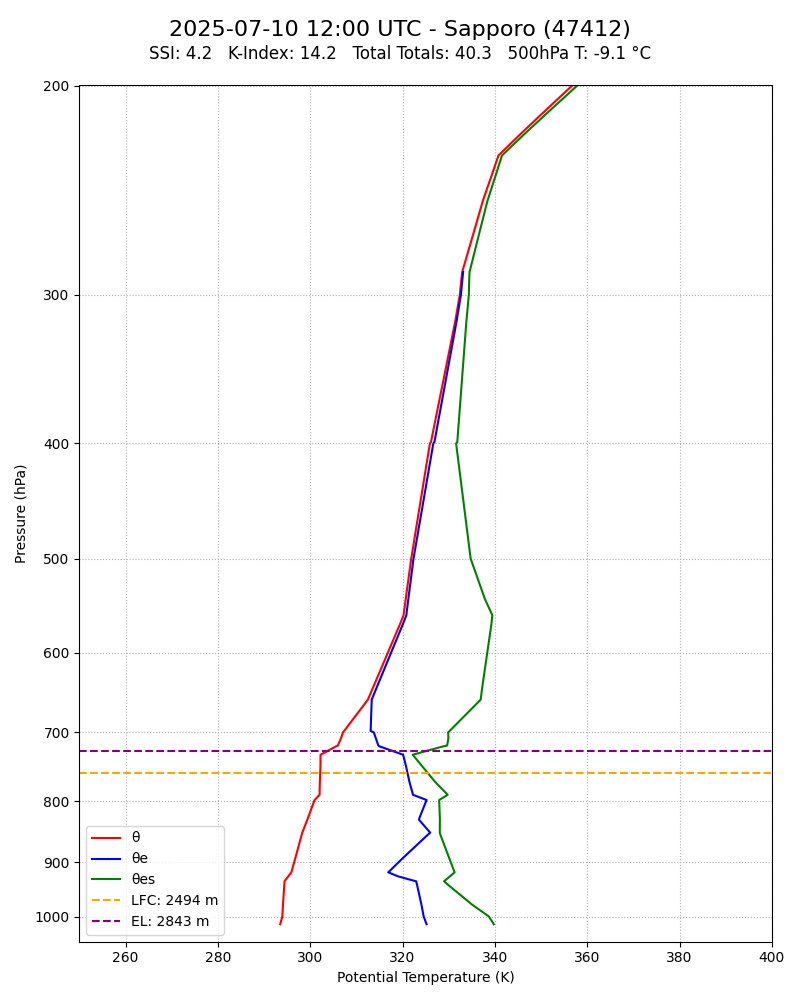 2025-07-10 12:00 UTC - Sapporo (47412)
SSI: 4.2 K-Index: 14.2 Total Totals: 40.3 500hPa T: -9.1 °C
200
300
400
500
600
700
800
900
1000
Pressure (hPa)
θ
θe
θes
LFC: 2494 m
EL: 2843 m
260 280 300 320 340 360 380 400
Potential Temperature (K)